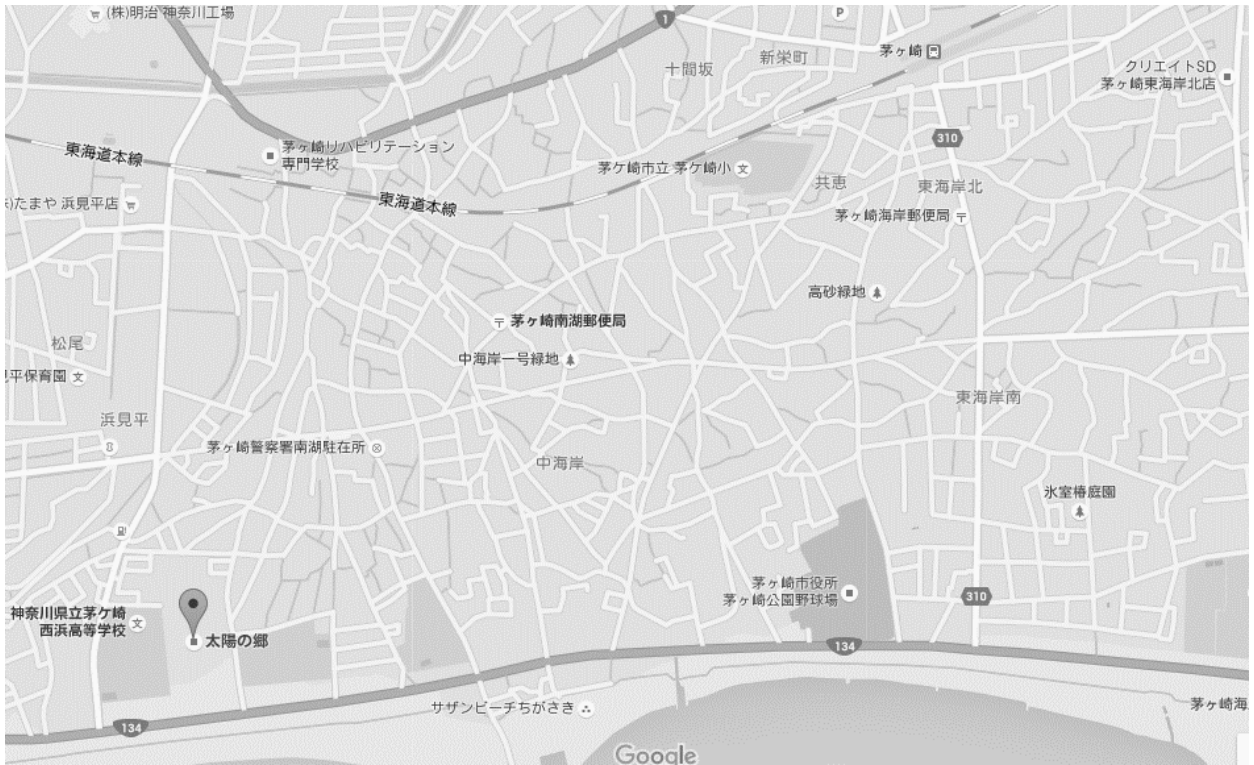 (株)明治 神奈川工場
1
P
茅ヶ崎
新栄町
十間坂
クリエイトSD
茅ヶ崎東海岸北店
310
東海道本線
茅ヶ崎リハビリテーション
専門学校
茅ケ崎市立 茅ケ崎小
文
共恵
東海岸北
)たまや 浜見平店
東海道本線
茅ヶ崎海岸郵便局
〒
高砂緑地
〒
茅ヶ崎南湖郵便局
松尾
中海岸一号緑地
平保育園
文
東海岸南
浜見平
茅ヶ崎警察署南湖駐在所
中海岸
氷室椿庭園
茅ヶ崎市役所
茅ヶ崎公園野球場
310
神奈川県立茅ケ崎
西浜高等学校
文
太陽の郷
134
サザンビーチちがさき
茅ヶ崎海
134
Google